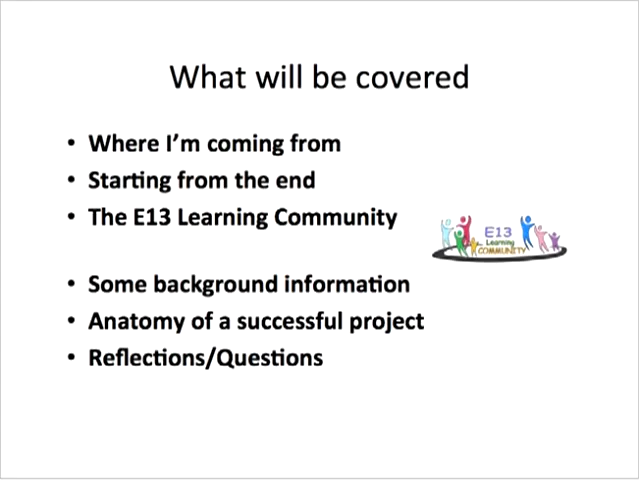 What will be covered
• Where I'm coming from
• Starting from the end
• The E13 Learning Community
E13
Learning
COMMUNITY
• Some background information
• Anatomy of a successful project
• Reflections/Questions